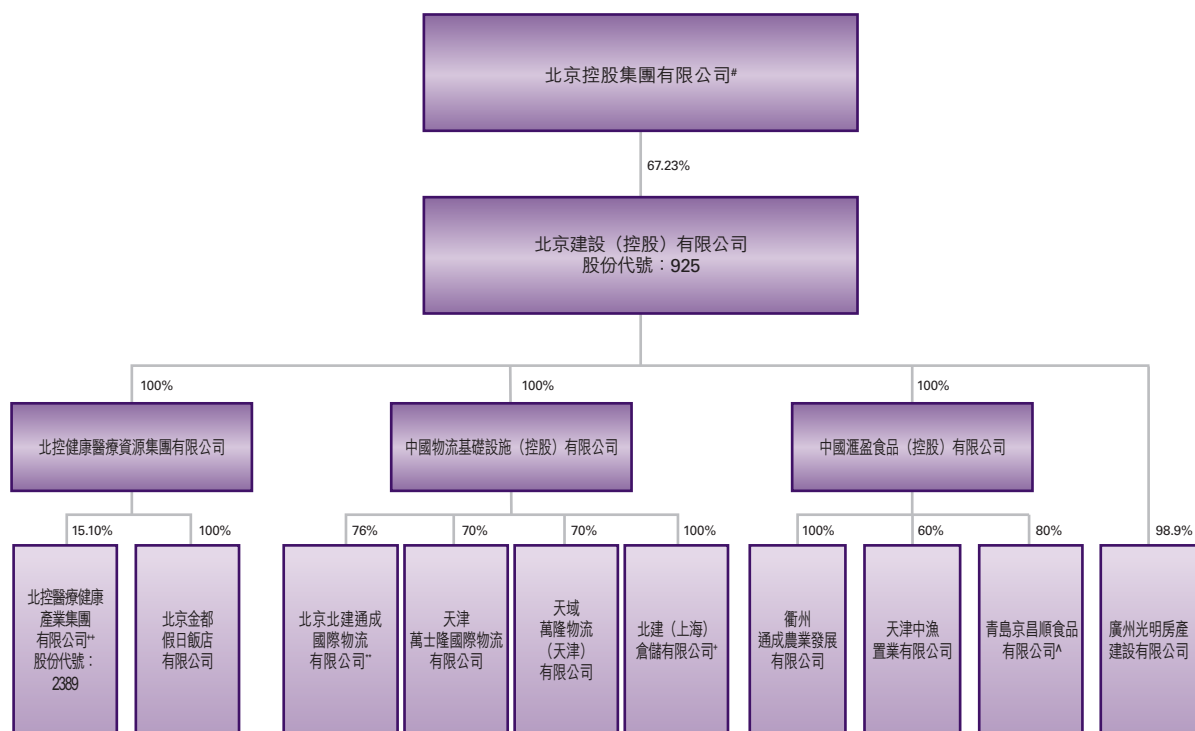 北京控股集團有限公司#
67.23%
北京建設（控股）有限公司
股份代號：925
100%
100%
100%
北控健康醫療資源集團有限公司
中國物流基礎設施（控股）有限公司
中國滙盈食品（控股）有限公司
15.10%
100%
76%
70%
70%
100%
100%
60%
80%
98.9%
北控醫療健康
產業集團
有限公司++
股份代號：
2389
北京金都
假日飯店
有限公司
北京北建通成
國際物流
有限公司**
天津
萬士隆國際物流
有限公司
天域
萬隆物流
（天津）
有限公司
北建（上海）
倉儲有限公司+
衢州
通成農業發展
有限公司
天津中漁
置業有限公司
青島京昌順食品
有限公司^
廣州光明房產
建設有限公司